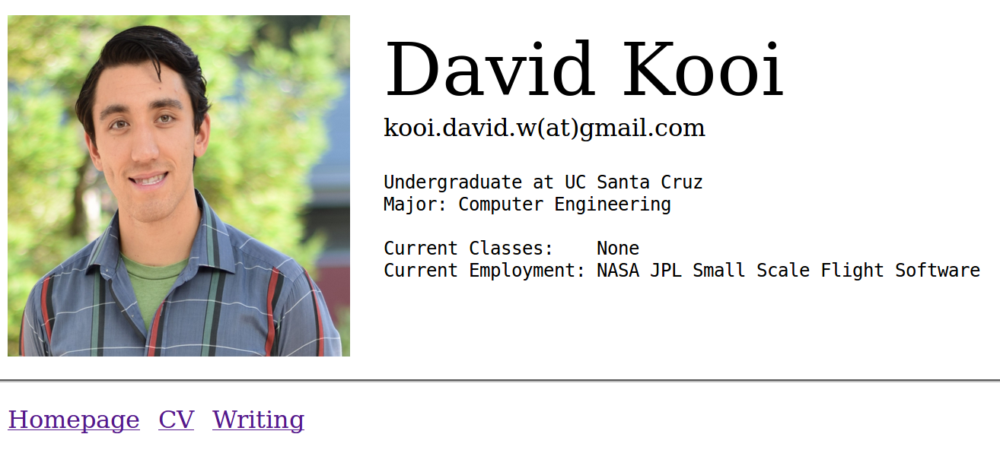 David Kooi
kooi.david.w(at)gmail.com
Undergraduate at UC Santa Cruz
Major: Computer Engineering
Current Classes:    None
Current Employment: NASA JPL Small Scale Flight Software
Homepage CV Writing